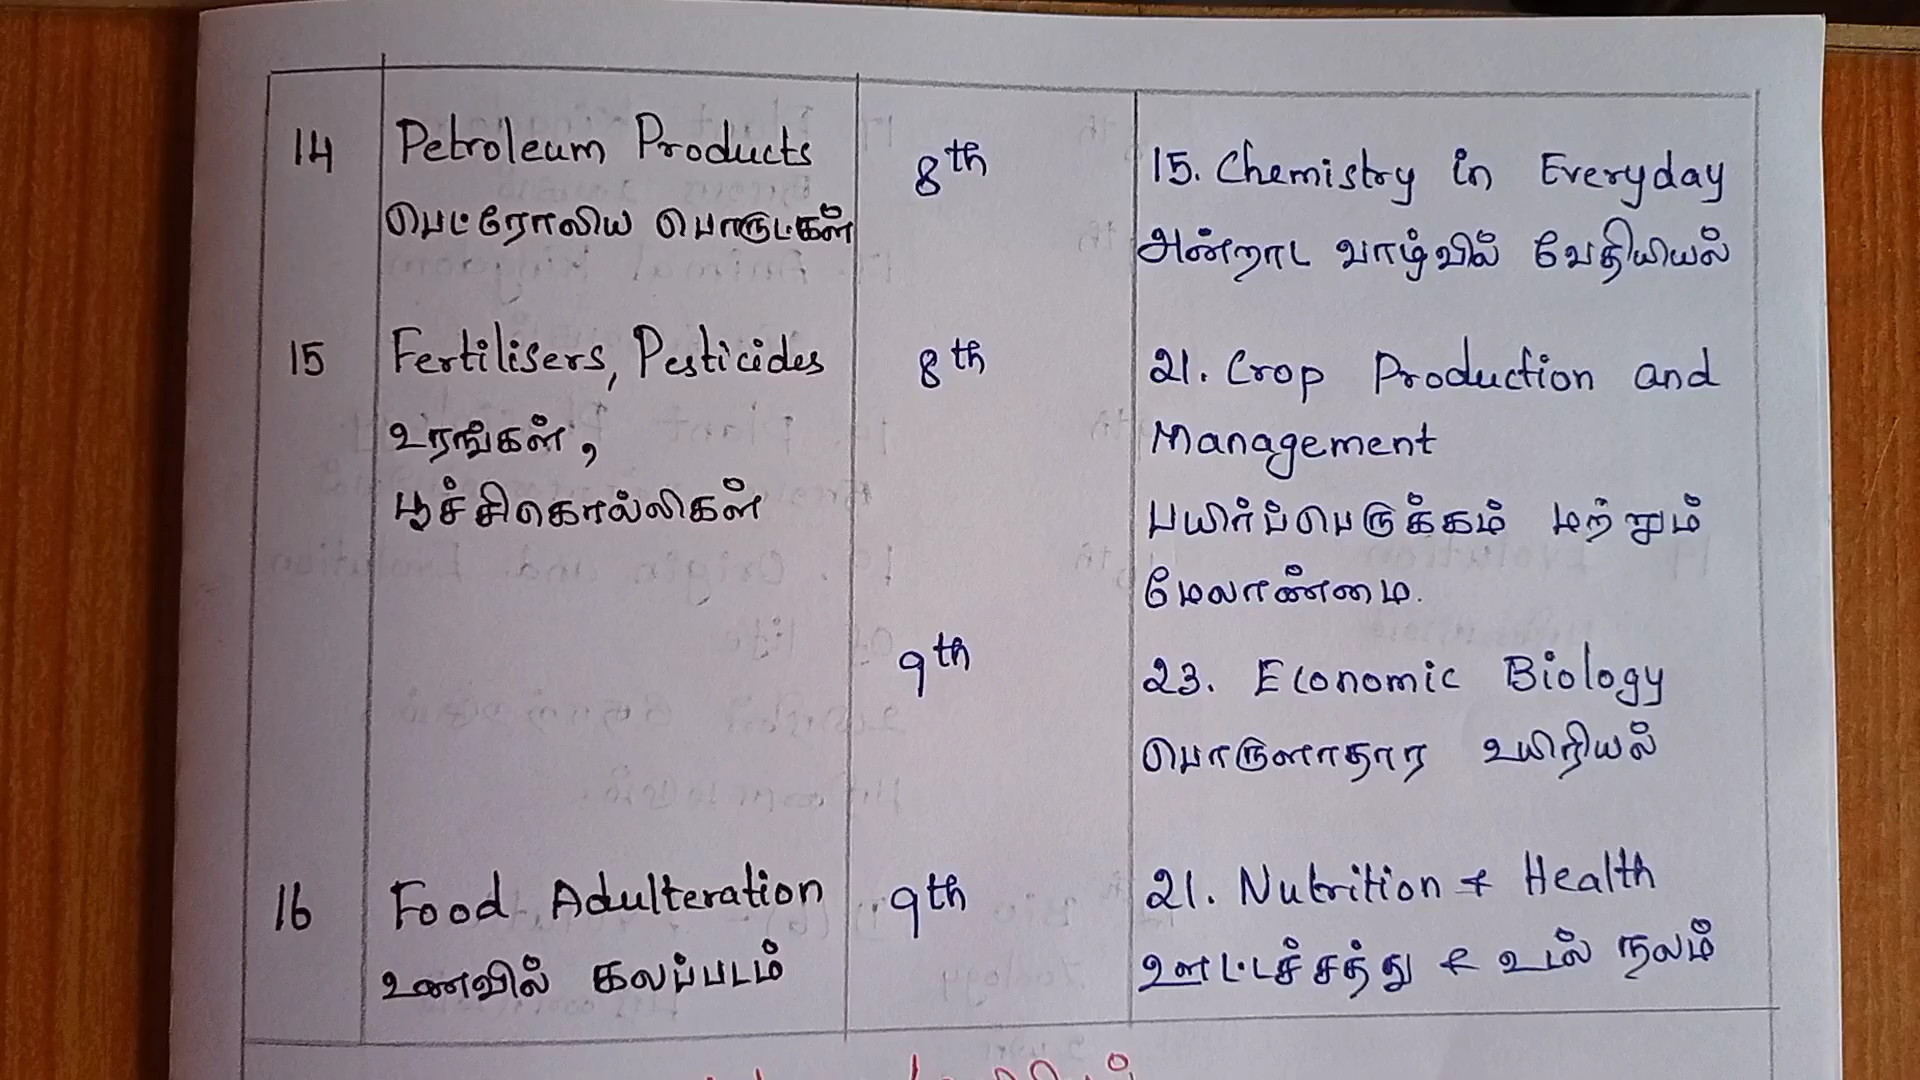 14 Petroleum Products 8th 15. Chemistry in Everyday
பெட்ரோலிய பொருட்கள் அன்றாட வாழ்வில் வேதியியல்
15 Fertilisers, Pesticides 8th 21. Crop Production and
உரங்கள், Management
பூச்சிகொல்லிகள் பயிர்ப்பெருக்கம் மற்றும்
மேலாண்மை.
9th 23. Economic Biology
பொருளாதார உயிரியல்
16 Food Adulteration 9th 21. Nutrition & Health
உணவில் கலப்படம் ஊட்டச்சத்து & உடல் நலம்